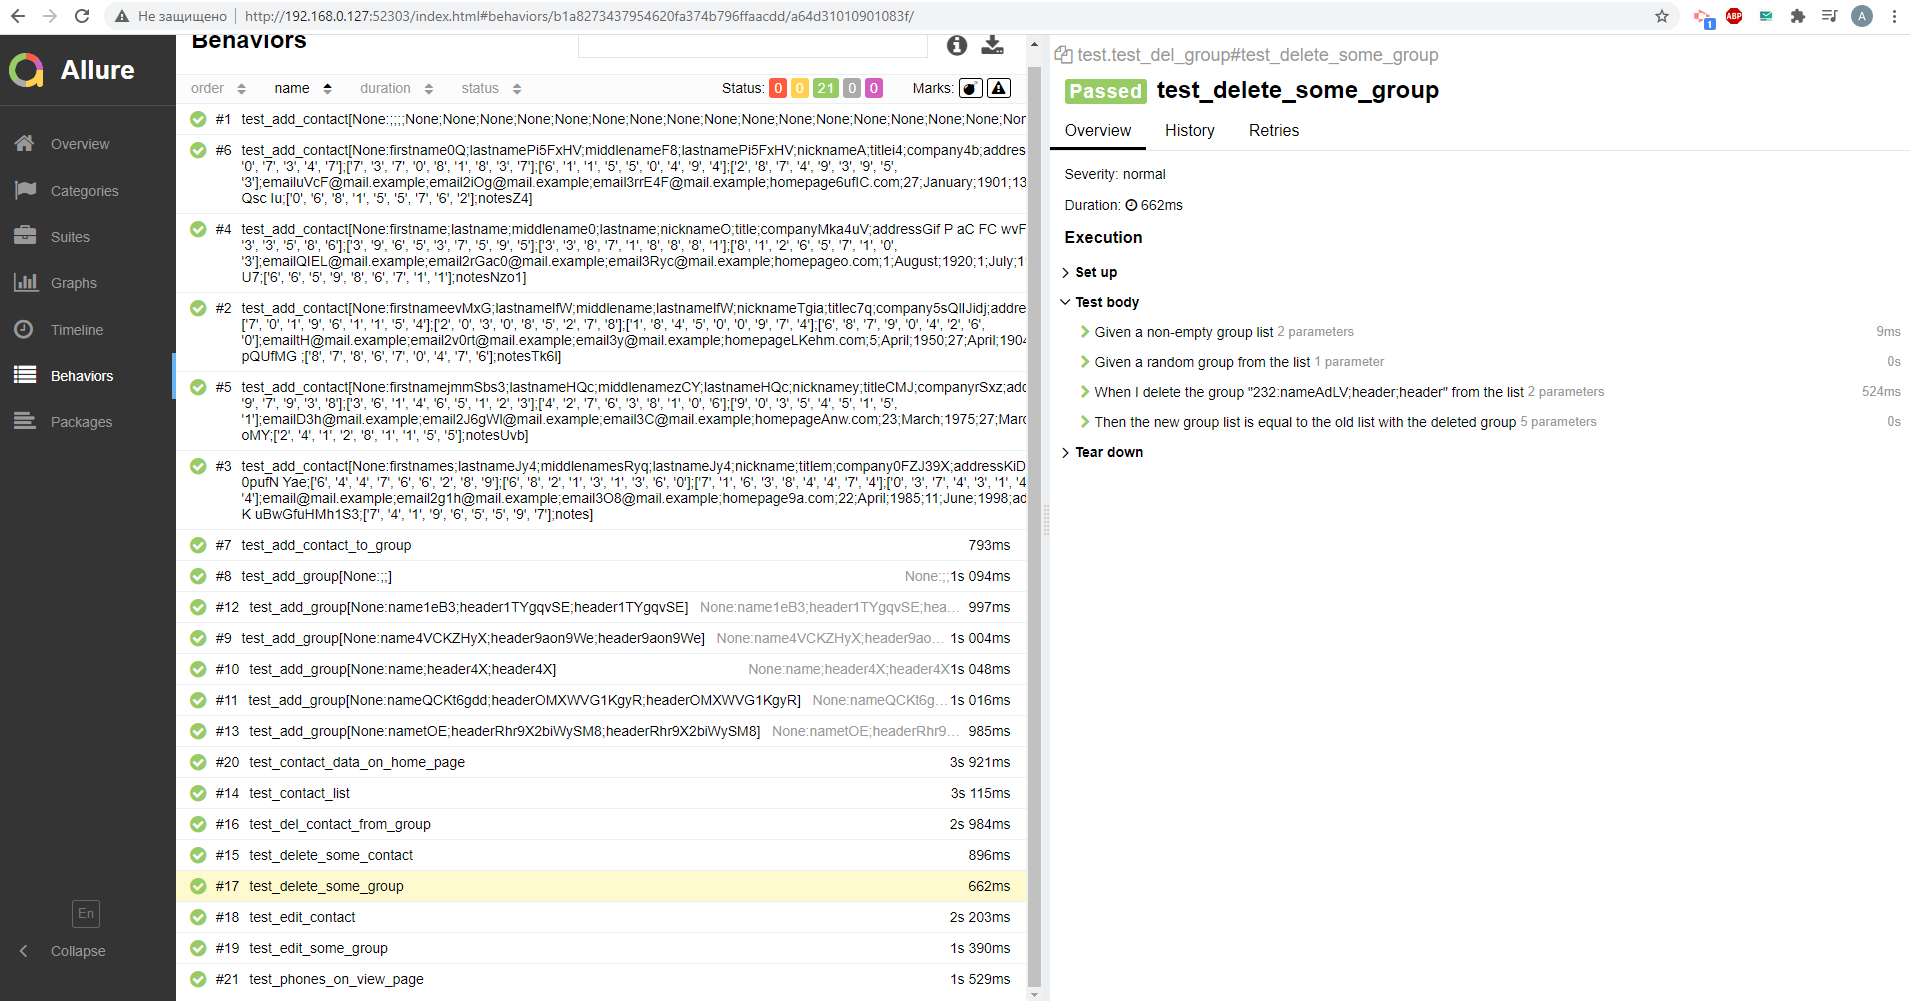 Не защищено http://192.168.0.127:52303/index.html#behaviors/b1a8273437954620fa374b796ffaacdd/a64d31010901083f/
1
ABP
A
Allure
Overview
Categories
Suites
Graphs
Timeline
Behaviors
Packages
En
Collapse
Behaviors
order name duration status Status: 0 0 21 0 0 Marks:
#1 test_add_contact[None:;;;;None;None;None;None;None;None;None;None;None;None;None;None;None;None;None;None;Non
#6 test_add_contact[None:firstname0Q;lastnamePi5FxHV;middlenameF8;lastnamePi5FxHV;nicknameA;titlei4;company4b;addres
'0', '7', '3', '4', '7'];['7', '3', '7', '0', '8', '1', '8', '3', '7'];['6', '1', '1', '5', '5', '0', '4', '9', '4'];['2', '8', '7', '4', '9', '3', '9', '5',
'3'];emailuVcF@mail.example;email2iOg@mail.example;email3rrE4F@mail.example;homepage6ufIC.com;27;January;1901;13
Qsc Iu;['0', '6', '8', '1', '5', '5', '7', '6', '2'];notesZ4]
#4 test_add_contact[None:firstname;lastname;middlename0;lastname;nicknameO;title;companyMka4uV;addressGif P aC FC wvF
'3', '3', '5', '8', '6'];['3', '9', '6', '5', '3', '7', '5', '9', '5'];['3', '3', '8', '7', '1', '8', '8', '8', '1'];['8', '1', '2', '6', '5', '7', '1', '0',
'3'];emailQIEL@mail.example;email2rGac0@mail.example;email3Ryc@mail.example;homepageo.com;1;August;1920;1;July;1
U7;['6', '6', '5', '9', '8', '6', '7', '1', '1'];notesNzo1]
#2 test_add_contact[None:firstnameevMxG;lastnameIfW;middlename;lastnameIfW;nicknameTgia;titlec7q;company5sQIIJidj;addre
['7', '0', '1', '9', '6', '1', '1', '5', '4'];['2', '0', '3', '0', '8', '5', '2', '7', '8'];['1', '8', '4', '5', '0', '0', '9', '7', '4'];['6', '8', '7', '9', '0', '4', '2', '6',
'0'];emailtH@mail.example;email2v0rt@mail.example;email3y@mail.example;homepageLKehm.com;5;April;1950;27;April;1904
pQUfMG ;['8', '7', '8', '6', '7', '0', '4', '7', '6'];notesTk6l]
#5 test_add_contact[None:firstnamejmmSbs3;lastnameHQc;middlenamezCY;lastnameHQc;nicknamey;titleCMJ;companyrSxz;add
'9', '7', '9', '3', '8'];['3', '6', '1', '4', '6', '5', '1', '2', '3'];['4', '2', '7', '6', '3', '8', '1', '0', '6'];['9', '0', '3', '5', '4', '5', '1', '5',
'1'];emailD3h@mail.example;email2J6gWI@mail.example;email3C@mail.example;homepageAnw.com;23;March;1975;27;Marc
oMY;['2', '4', '1', '2', '8', '1', '1', '5', '5'];notesUvb]
#3 test_add_contact[None:firstnames;lastnameJy4;middlenamesRyq;lastnameJy4;nickname;titlem;company0FZJ39X;addressKiD
0pufN Yae;['6', '4', '4', '7', '6', '6', '2', '8', '9'];['6', '8', '2', '1', '3', '1', '3', '6', '0'];['7', '1', '6', '3', '8', '4', '4', '7', '4'];['0', '3', '7', '4', '3', '1', '4
'4'];email@mail.example;email2g1h@mail.example;email3O8@mail.example;homepage9a.com;22;April;1985;11;June;1998;ad
K uBwGfuHMh1S3;['7', '4', '1', '9', '6', '5', '5', '9', '7'];notes]
#7 test_add_contact_to_group 793ms
#8 test_add_group[None:;;] None:;;1s 094ms
#12 test_add_group[None:name1eB3;header1TYgqvSE;header1TYgqvSE] None:name1eB3;header1TYgqvSE;hea... 997ms
#9 test_add_group[None:name4VCKZHyX;header9aon9We;header9aon9We] None:name4VCKZHyX;header9ao... 1s 004ms
#10 test_add_group[None:name;header4X;header4X] None:name;header4X;header4X1s 048ms
#11 test_add_group[None:nameQCKt6gdd;headerOMXWVG1KgyR;headerOMXWVG1KgyR] None:nameQCKt6g... 1s 016ms
#13 test_add_group[None:nametOE;headerRhr9X2biWySM8;headerRhr9X2biWySM8] None:nametOE;headerRhr9... 985ms
#20 test_contact_data_on_home_page 3s 921ms
#14 test_contact_list 3s 115ms
#16 test_del_contact_from_group 2s 984ms
#15 test_delete_some_contact 896ms
#17 test_delete_some_group 662ms
#18 test_edit_contact 2s 203ms
#19 test_edit_some_group 1s 390ms
#21 test_phones_on_view_page 1s 529ms
test.test_del_group#test_delete_some_group
Passed test_delete_some_group
Overview History Retries
Severity: normal
Duration: 662ms
Execution
Set up
Test body
Given a non-empty group list 2 parameters 9ms
Given a random group from the list 1 parameter 0s
When I delete the group "232:nameAdLV;header;header" from the list 2 parameters 524ms
Then the new group list is equal to the old list with the deleted group 5 parameters 0s
Tear down